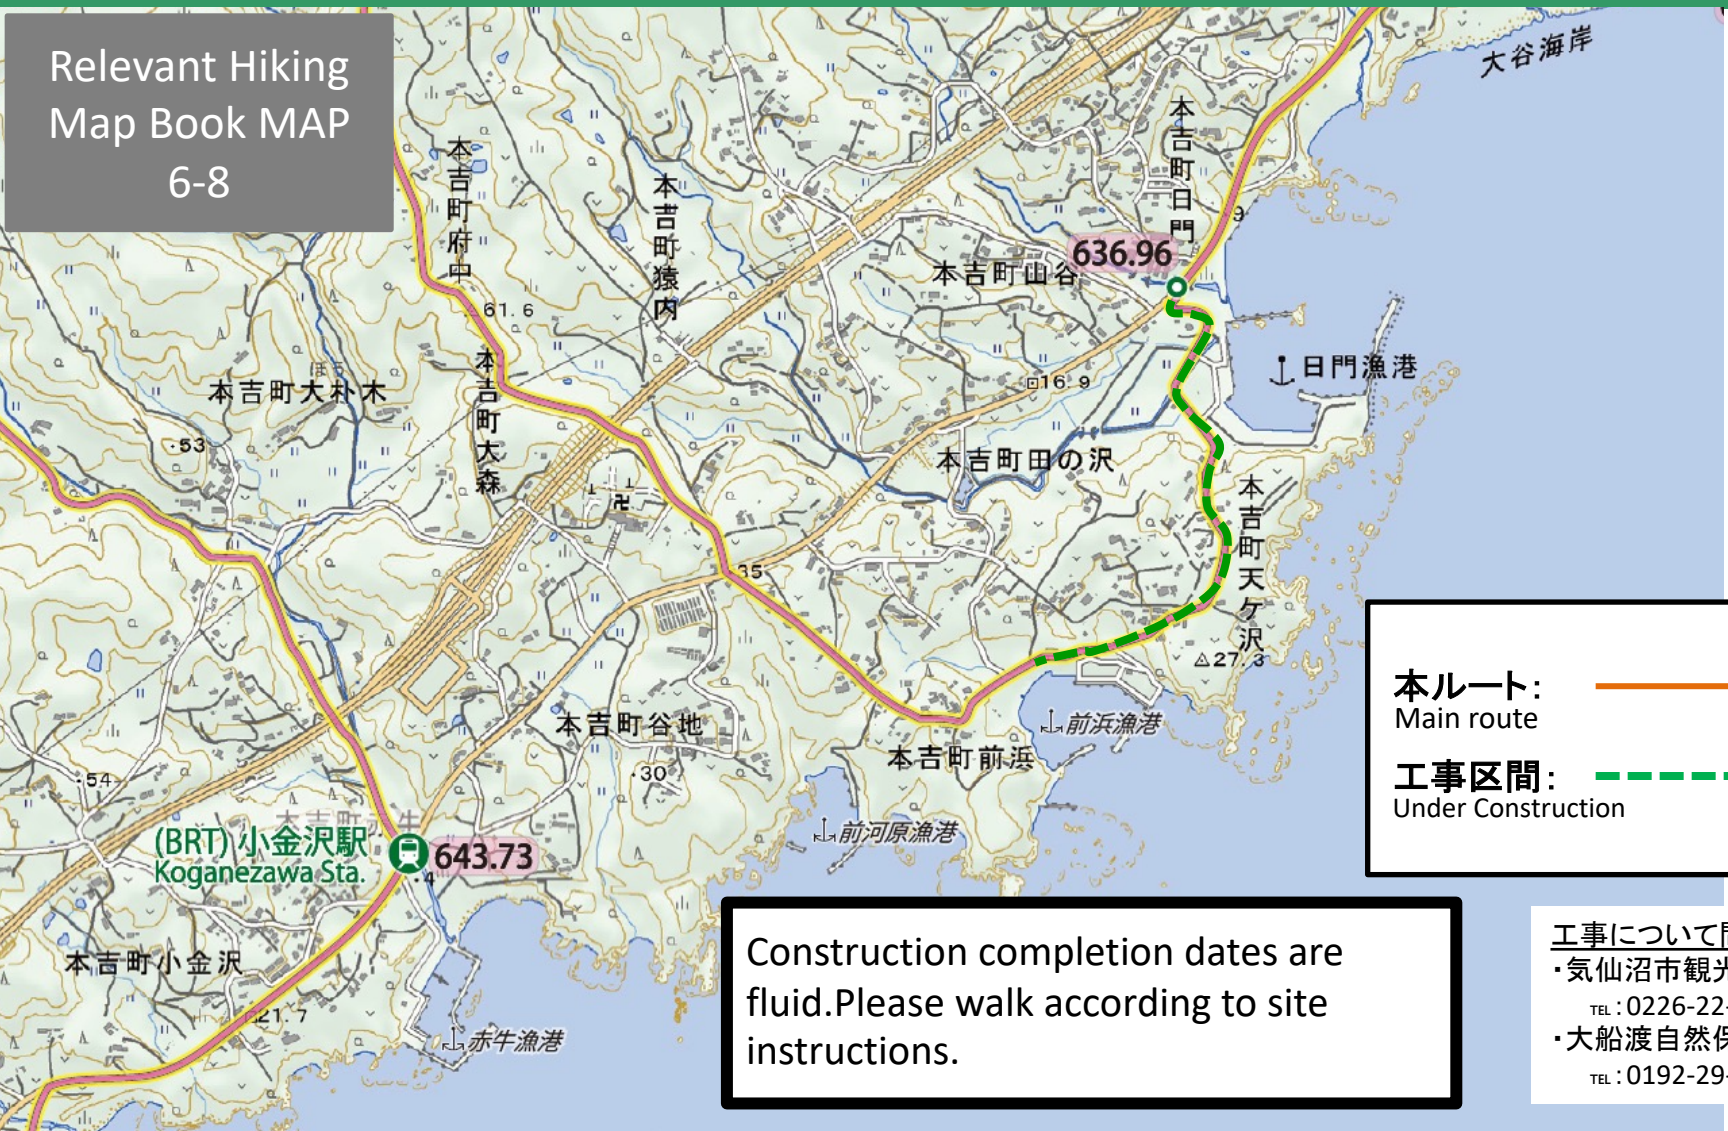 Relevant Hiking
Map Book MAP
6-8
大谷海岸
本吉町府中
本吉町猿内
本吉町日門
9
636.96
本吉町山谷
61.6
ほう
本吉町大朴木
本吉町大森
16.9
日門漁港
53
本吉町田の沢
本吉町天ケ沢
35
27.3
本ルート:
Main route
工事区間:
Under Construction
本吉町谷地
前浜漁港
本吉町前浜
54
30
(BRT) 小金沢駅
Koganezawa Sta.
643.73
4
前河原漁港
本吉町小金沢
21.7
赤牛漁港
Construction completion dates are
fluid.Please walk according to site
instructions.
工事について
・気仙沼市観光
TEL:0226-22-
・大船渡自然保
TEL:0192-29-